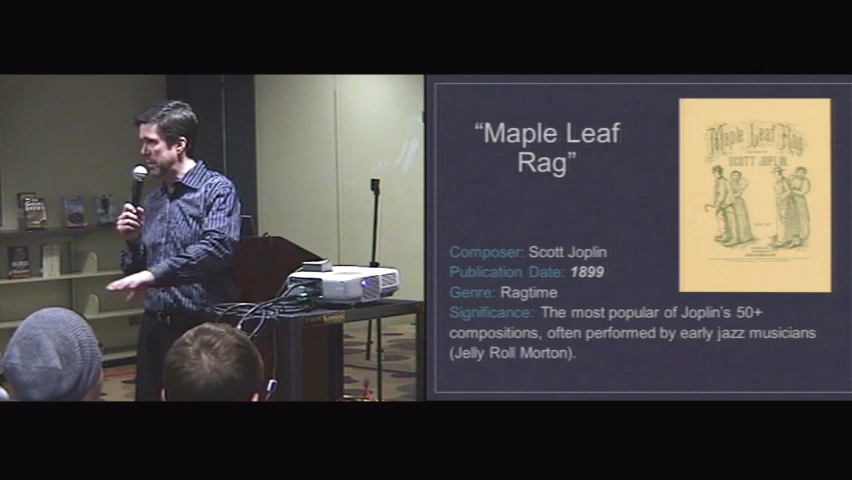 “Maple Leaf
Rag”
Maple Leaf Rag
SCOTT JOPLIN
Composer: Scott Joplin
Publication Date: 1899
Genre: Ragtime
Significance: The most popular of Joplin’s 50+
compositions, often performed by early jazz musicians
(Jelly Roll Morton).